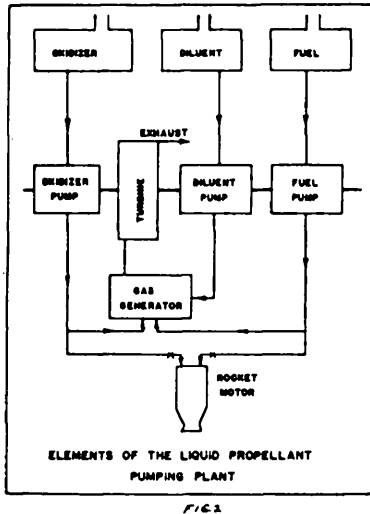 OXIDIZER
DILUENT
FUEL
EXHAUST
OXIDIZER PUMP
TURBINE
DILUENT PUMP
FUEL PUMP
GAS GENERATOR
ROCKET MOTOR
ELEMENTS OF THE LIQUID PROPELLANT
PUMPING PLANT
FIG 2